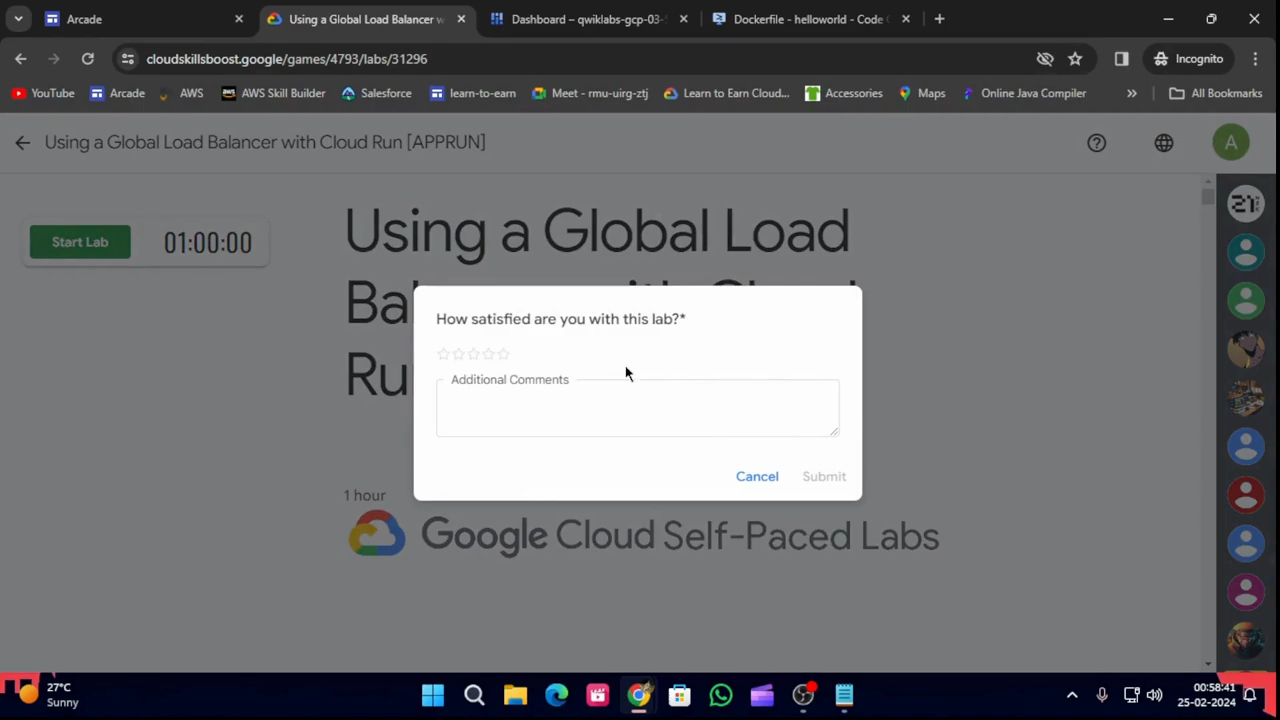 Arcade
Using a Global Load Balancer w
Dashboard – qwiklabs-gcp-03-
Dockerfile - helloworld - Code
cloudskillsboost.google/games/4793/labs/31296
Incognito
YouTube
Arcade
AWS
AWS Skill Builder
Salesforce
learn-to-earn
Meet - rmu-uirg-ztj
Learn to Earn Cloud...
Accessories
Maps
Online Java Compiler
All Bookmarks
Using a Global Load Balancer with Cloud Run [APPRUN]
A
Start Lab
01:00:00
Using a Global Load
Ba
Ru
How satisfied are you with this lab?*
Additional Comments
Cancel
Submit
1 hour
Google Cloud Self-Paced Labs
27°C
Sunny
00:58:41
25-02-2024